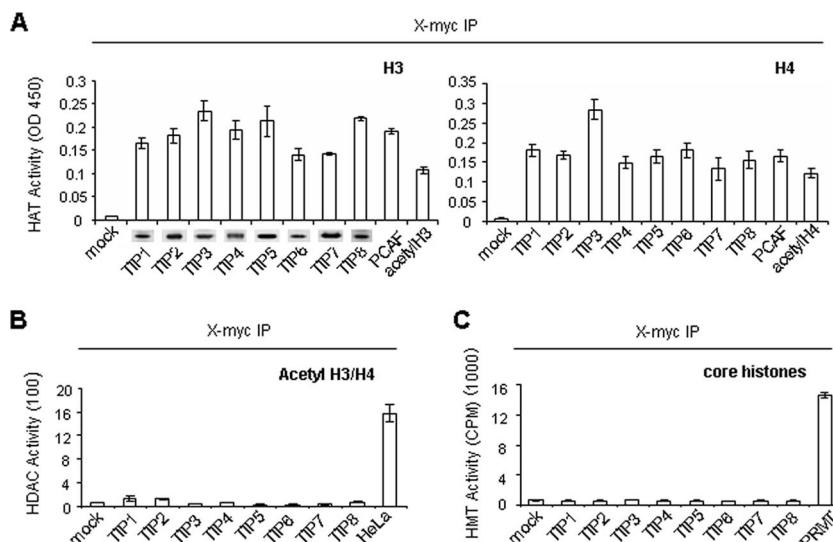 A
X-myc IP
H3
HAT Activity (OD 450)
0.3
0.25
0.2
0.15
0.1
0.05
0
mock TIP1 TIP2 TIP3 TIP4 TIP5 TIP6 TIP7 TIP8 PCAF acetylH3
H4
0.35
0.3
0.25
0.2
0.15
0.1
0.05
0
mock TIP1 TIP2 TIP3 TIP4 TIP5 TIP6 TIP7 TIP8 PCAF acetylH4
B
X-myc IP
Acetyl H3/H4
HDAC Activity (100)
20
16
12
8
4
0
mock TIP1 TIP2 TIP3 TIP4 TIP5 TIP6 TIP7 TIP8 HeLa
C
X-myc IP
core histones
HMT Activity (CPM) (1000)
16
12
8
4
0
mock TIP1 TIP2 TIP3 TIP4 TIP5 TIP6 TIP7 TIP8